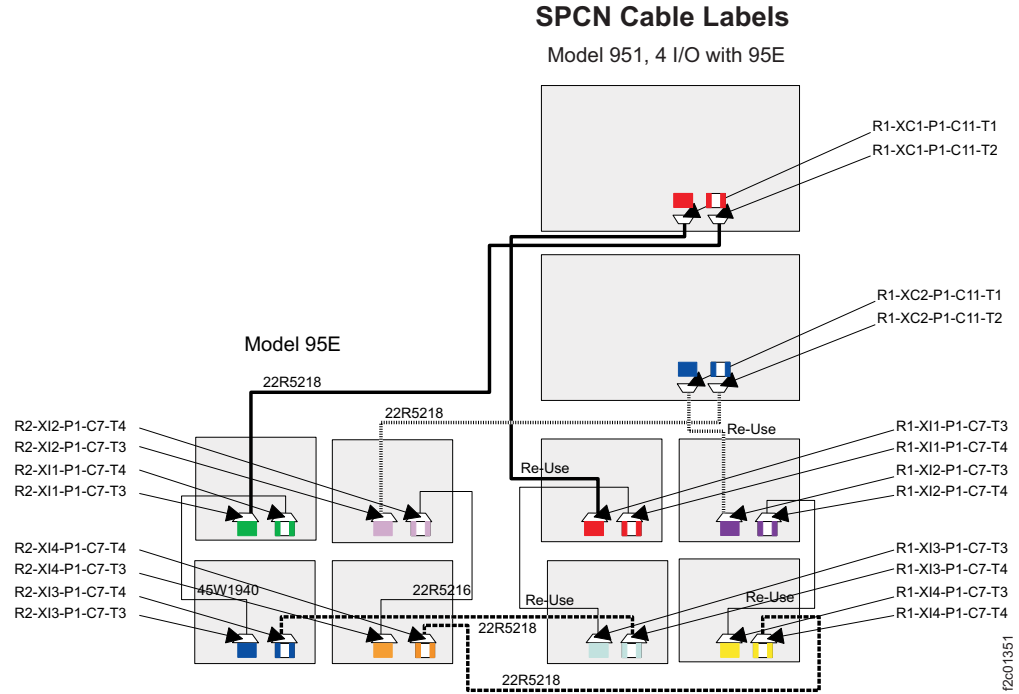 SPCN Cable Labels
Model 951, 4 I/O with 95E
R1-XC1-P1-C11-T1
R1-XC1-P1-C11-T2
R1-XC2-P1-C11-T1
R1-XC2-P1-C11-T2
Model 95E
22R5218
22R5218
Re-Use
R2-XI2-P1-C7-T4
R2-XI2-P1-C7-T3
R2-XI1-P1-C7-T4
R2-XI1-P1-C7-T3
Re-Use
R1-XI1-P1-C7-T3
R1-XI1-P1-C7-T4
R1-XI2-P1-C7-T3
R1-XI2-P1-C7-T4
R2-XI4-P1-C7-T4
R2-XI4-P1-C7-T3
R2-XI3-P1-C7-T4
R2-XI3-P1-C7-T3
45W1940
22R5216
Re-Use
Re-Use
R1-XI3-P1-C7-T3
R1-XI3-P1-C7-T4
R1-XI4-P1-C7-T3
R1-XI4-P1-C7-T4
22R5218
22R5218
f2c01351